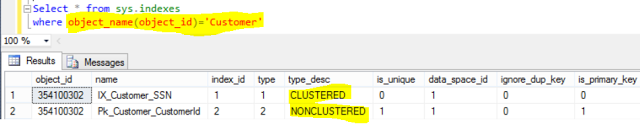 Select * from sys.indexes
where object_name(object_id)='Customer'
100 %
Results Messages
object_id name index_id type type_desc is_unique data_space_id ignore_dup_key is_primary_key
1 354100302 IX_Customer_SSN 1 1 CLUSTERED 0 1 0 0
2 354100302 Pk_Customer_CustomerId 2 2 NONCLUSTERED 1 1 0 1